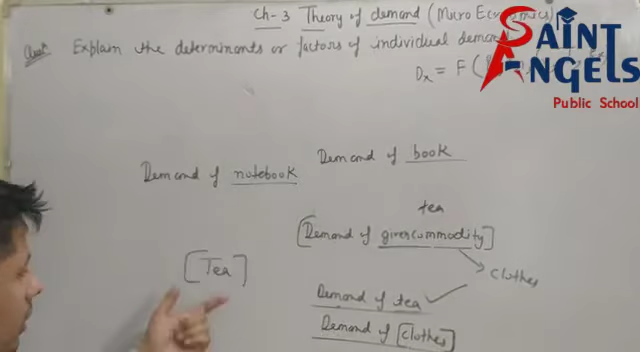 Ch-3 Theory of demand (Micro Economics)
Quest Explain the determinants or factors of individual demand
Dx = F (P
SAINT
ANGELS
Public School
Demand of notebook Demand of book
tea
[Demand of given commodity]
clothes
[Tea]
Demand of tea
Demand of [clothes]